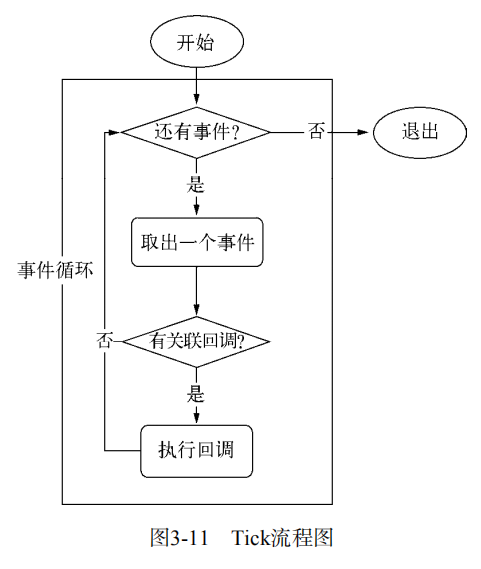 开始
还有事件?
否
退出
是
取出一个事件
事件循环
否
有关联回调?
是
执行回调
图3-11 Tick流程图